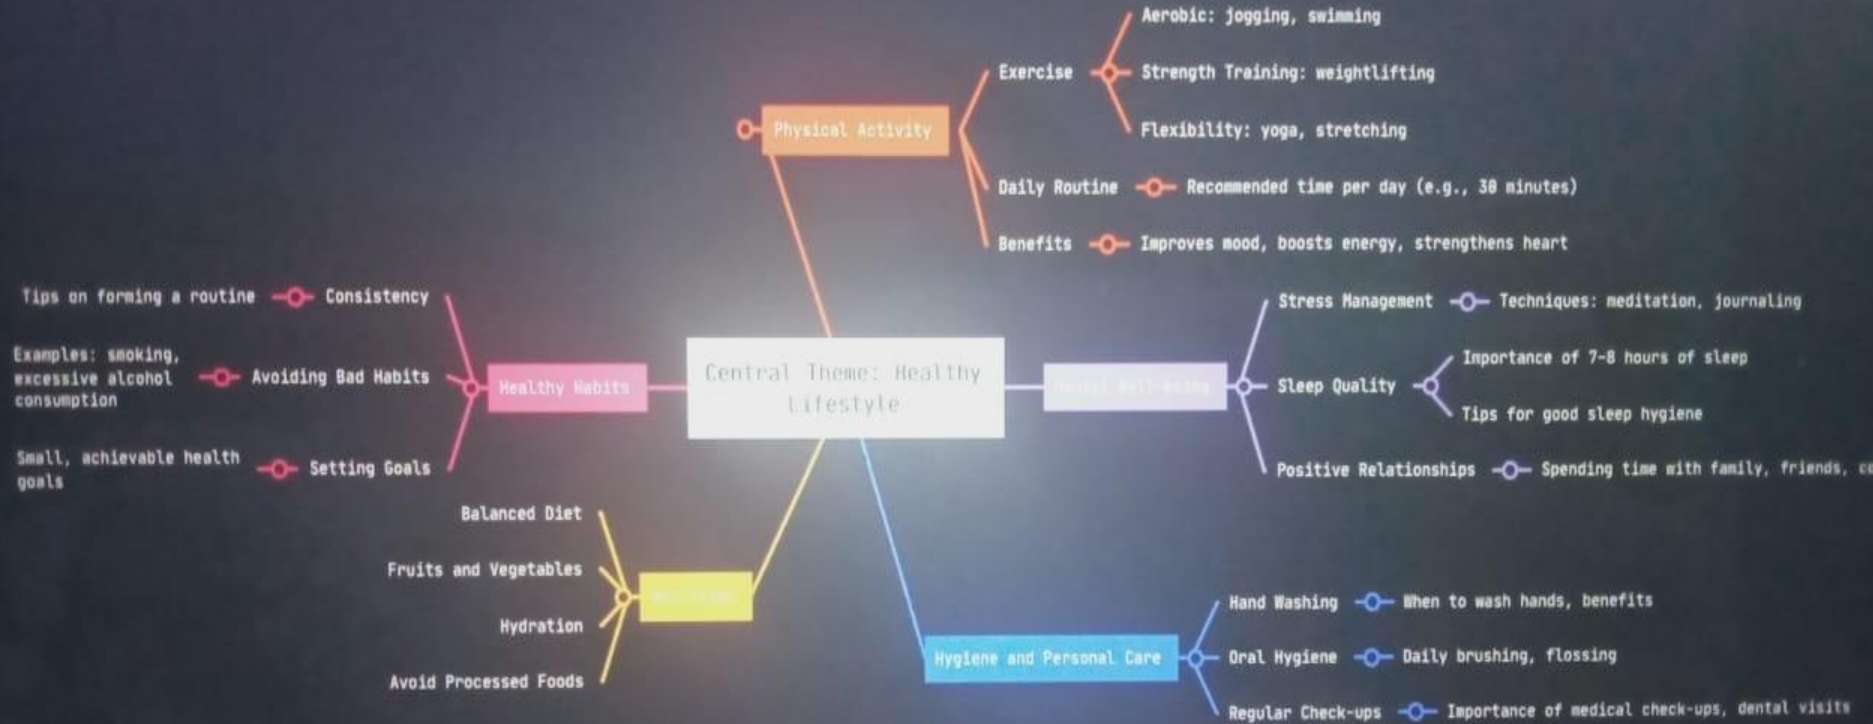 Aerobic: jogging, swimming
Exercise
Strength Training: weightlifting
Flexibility: yoga, stretching
Physical Activity
Daily Routine
Recommended time per day (e.g., 30 minutes)
Benefits
Improves mood, boosts energy, strengthens heart
Tips on forming a routine
Consistency
Examples: smoking,
excessive alcohol
consumption
Avoiding Bad Habits
Small, achievable health
goals
Setting Goals
Healthy Habits
Central Theme: Healthy
Lifestyle
Mental Well-being
Stress Management
Techniques: meditation, journaling
Sleep Quality
Importance of 7-8 hours of sleep
Tips for good sleep hygiene
Positive Relationships
Spending time with family, friends,
Balanced Diet
Fruits and Vegetables
Hydration
Avoid Processed Foods
Hygiene and Personal Care
Hand Washing
When to wash hands, benefits
Oral Hygiene
Daily brushing, flossing
Regular Check-ups
Importance of medical check-ups, dental visits